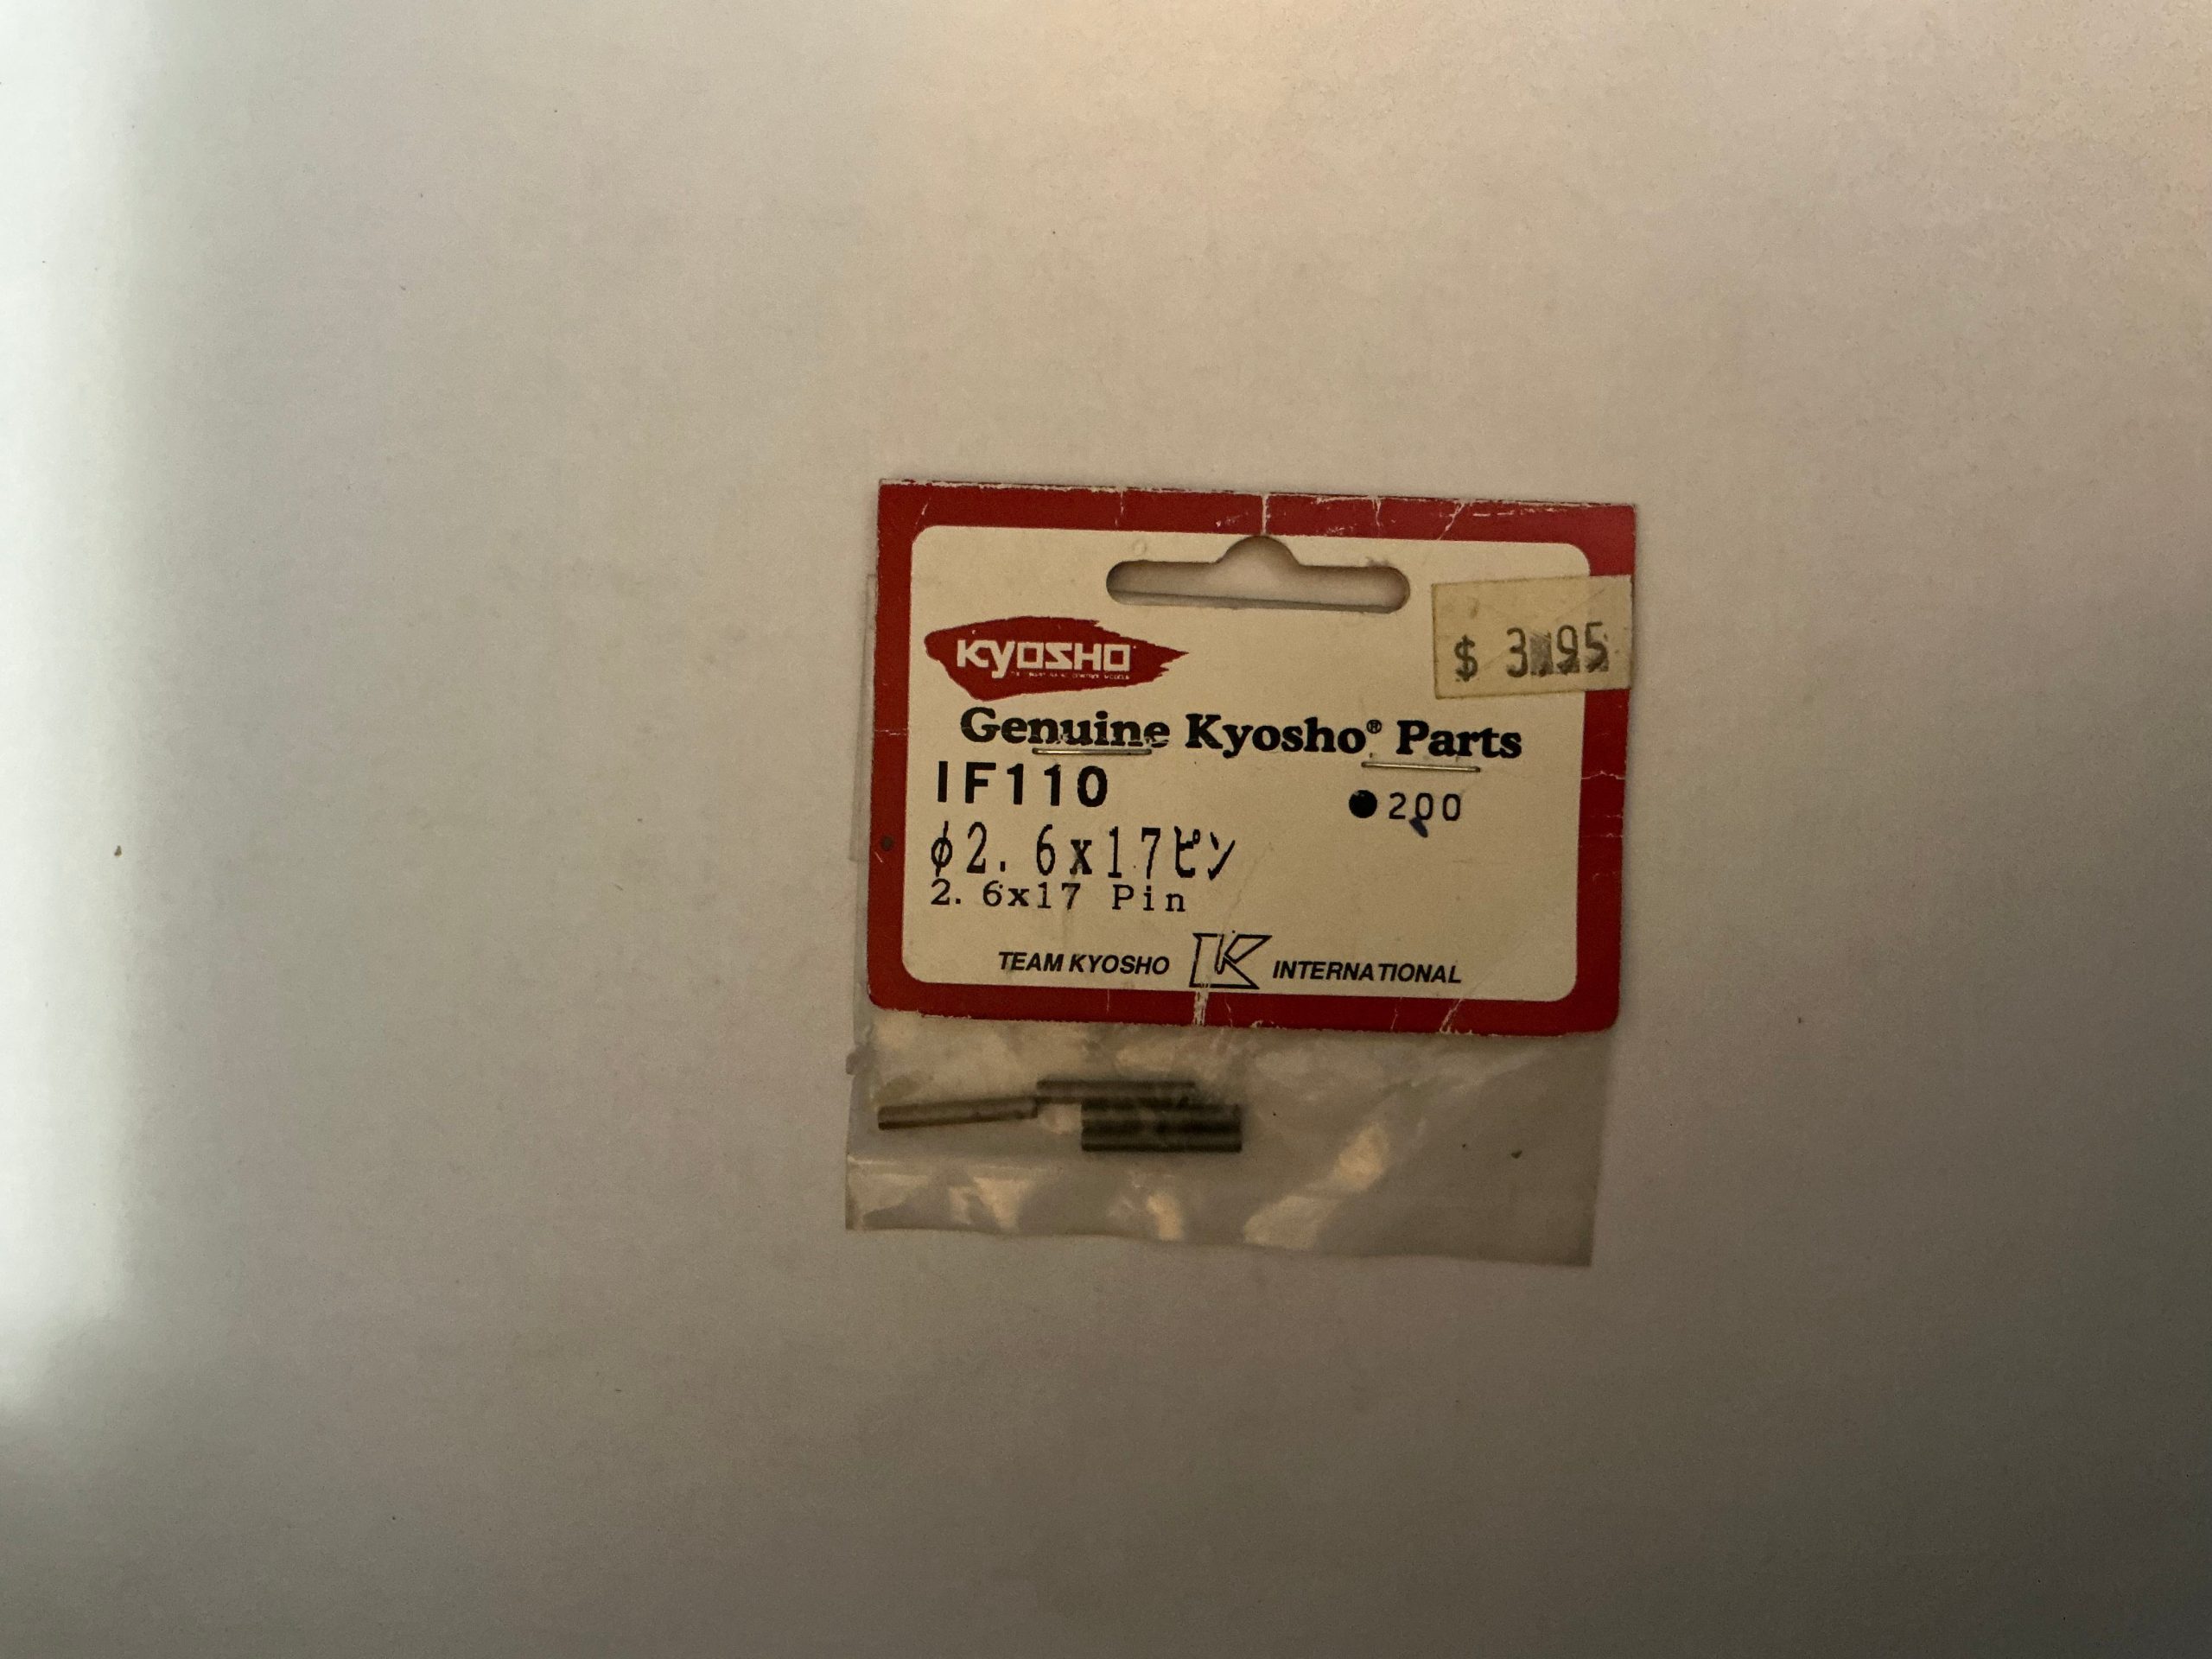 $ 3.95
KYOSHO
Genuine Kyosho® Parts
IF110
●200
φ2.6x17ピン
2.6x17 Pin
TEAM KYOSHO K INTERNATIONAL